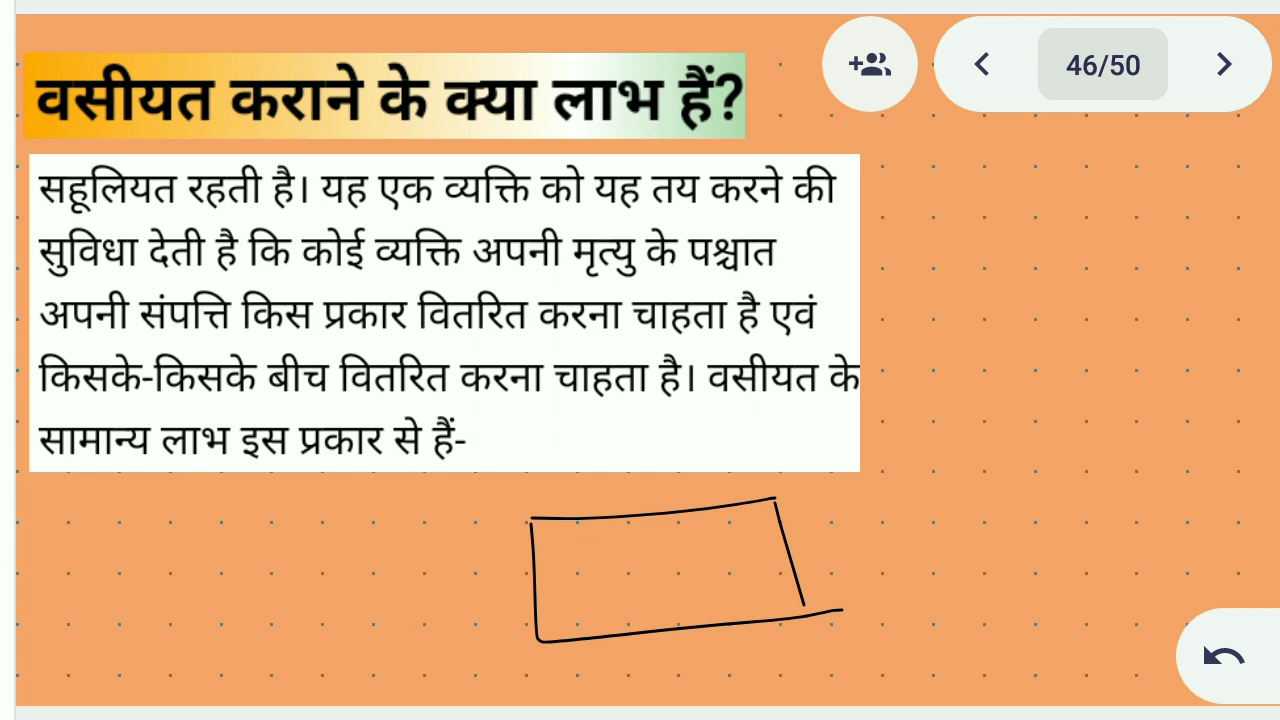 वसीयत कराने के क्या लाभ हैं?
46/50
सहूलियत रहती है। यह एक व्यक्ति को यह तय करने की
सुविधा देती है कि कोई व्यक्ति अपनी मृत्यु के पश्चात
अपनी संपत्ति किस प्रकार वितरित करना चाहता है एवं
किसके-किसके बीच वितरित करना चाहता है। वसीयत के
सामान्य लाभ इस प्रकार से हैं-